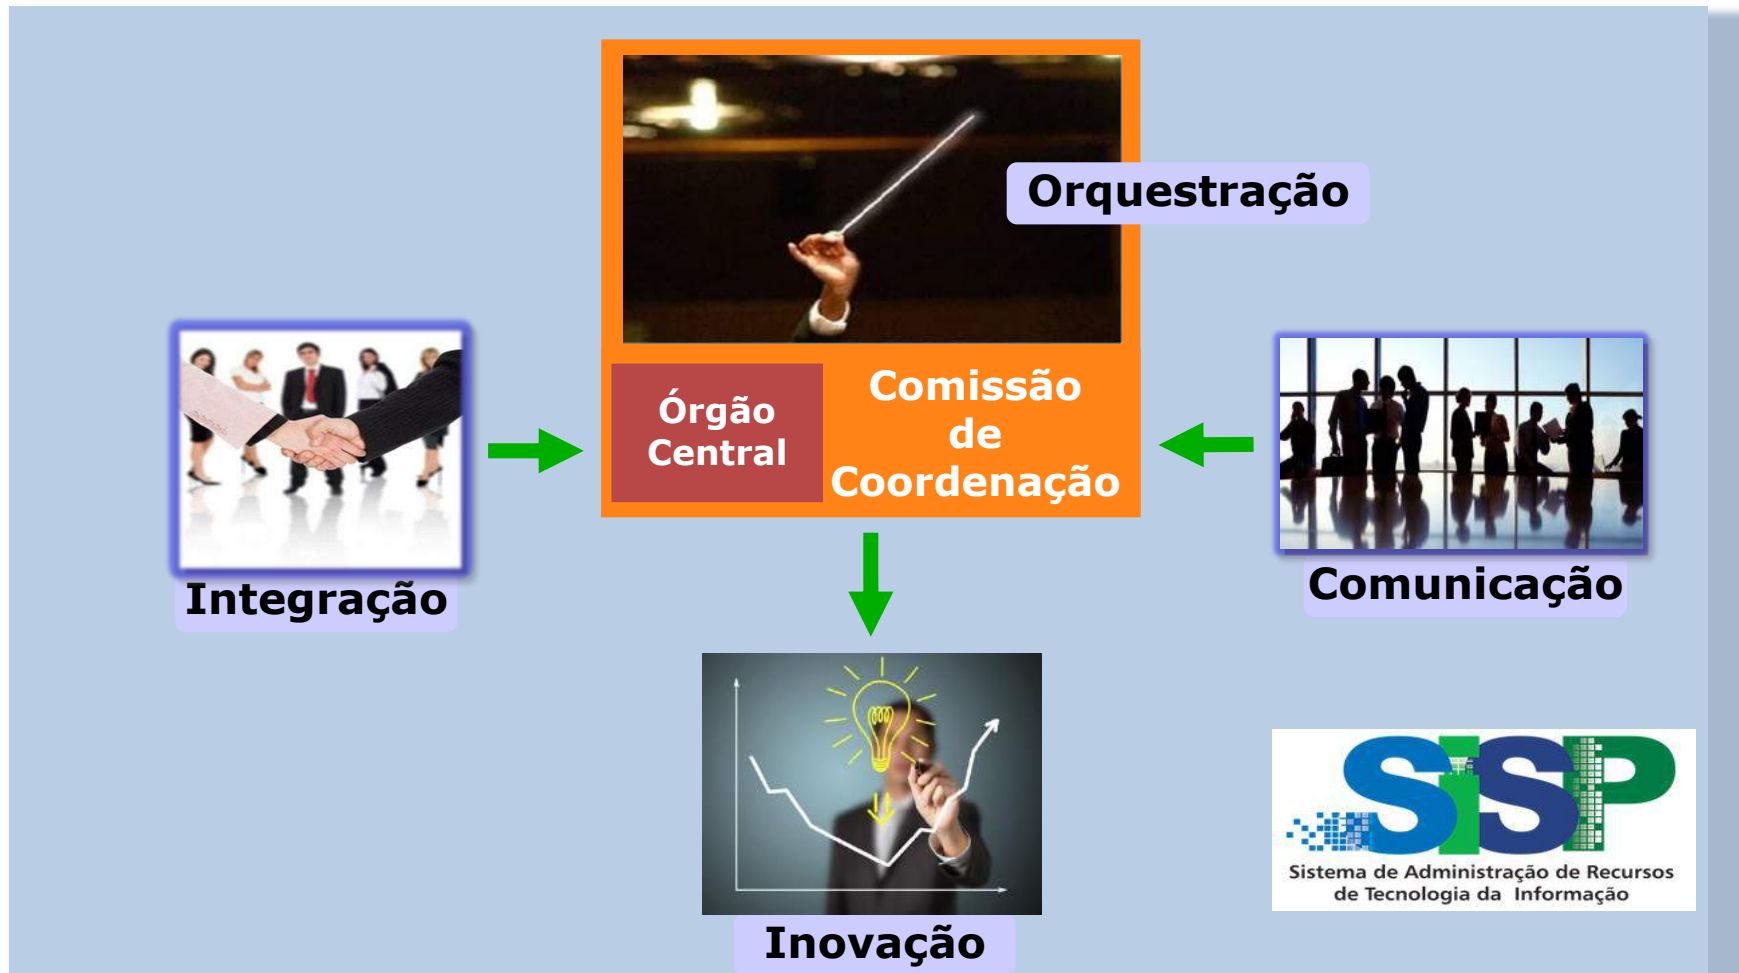 Orquestração
Órgão
Central
Comissão
de
Coordenação
Integração
Comunicação
Inovação
SiSP
Sistema de Administração de Recursos
de Tecnologia da Informação